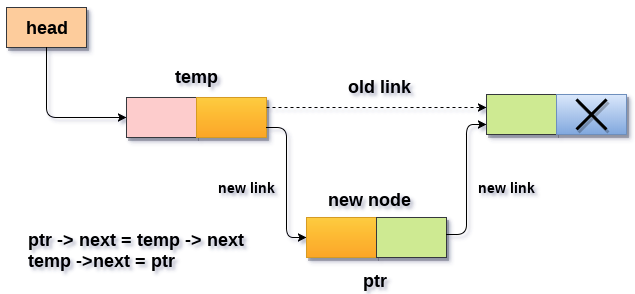 head
temp
old link
new link
new node
new link
ptr -> next = temp -> next
temp ->next = ptr
ptr